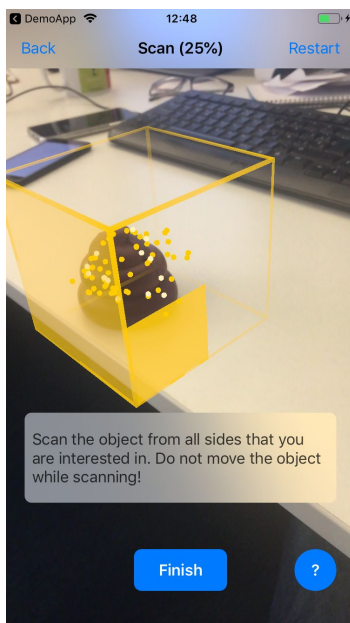 DemoApp
12:48
Back
Scan (25%)
Restart
Scan the object from all sides that you
are interested in. Do not move the object
while scanning!
Finish
?